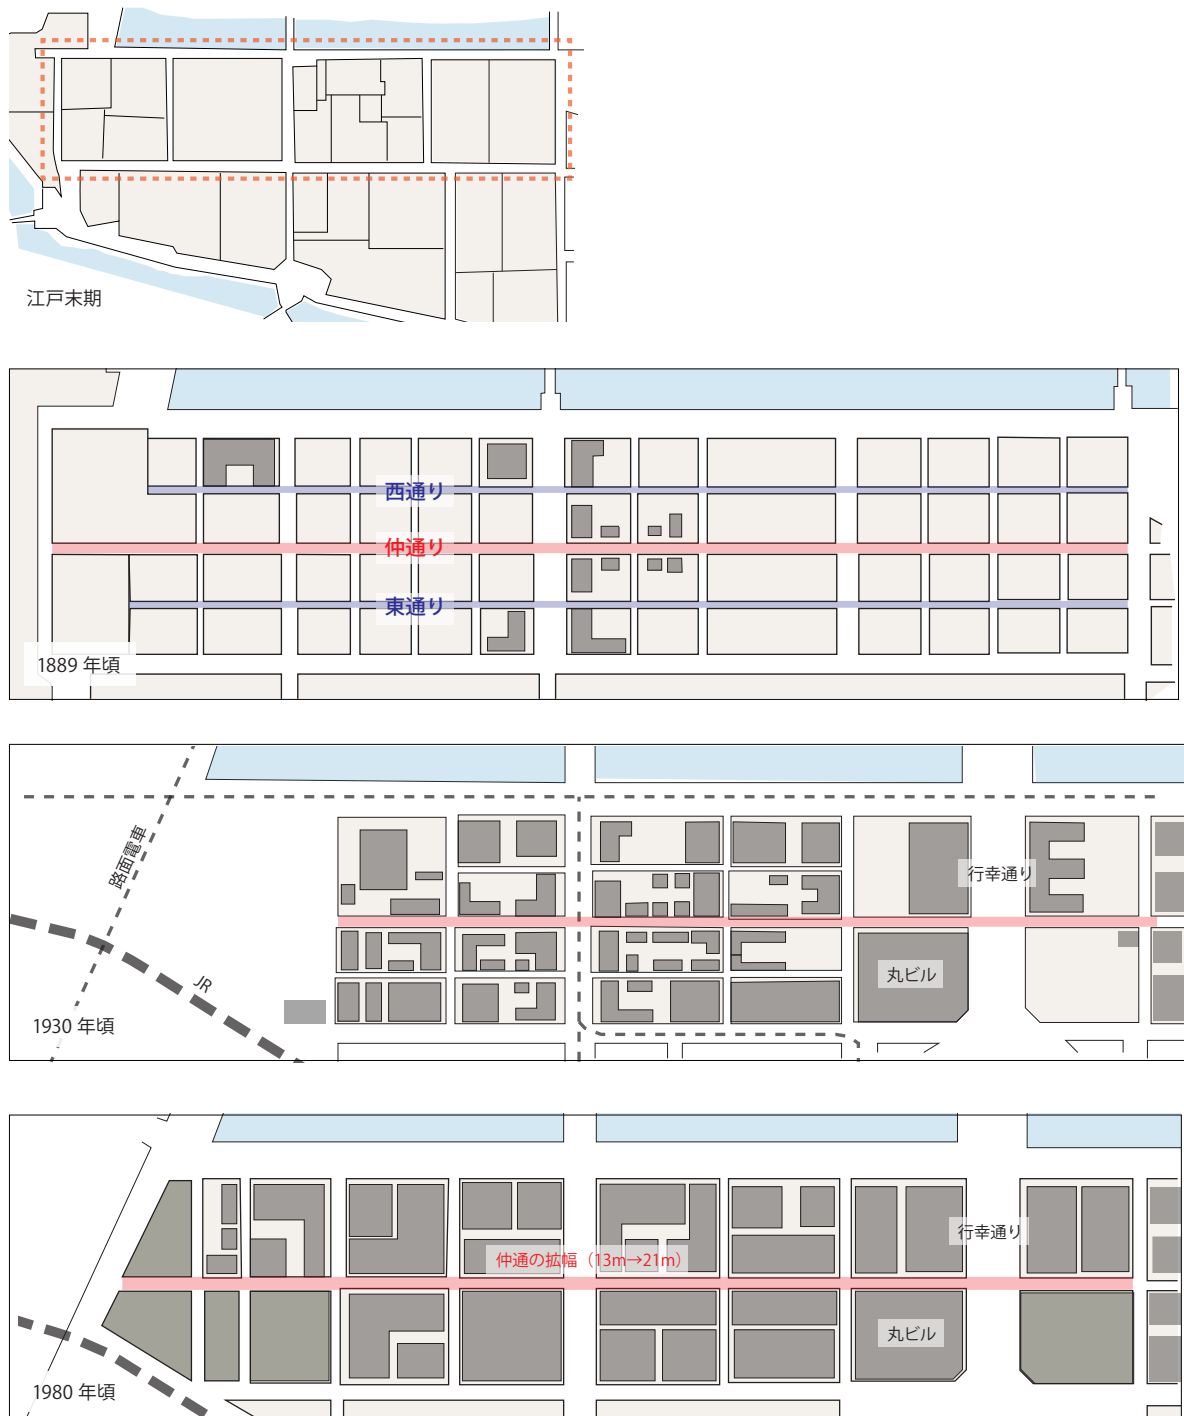 江戸末期
西通り
仲通り
東通り
1889 年頃
路面電車
行幸通り
丸ビル
JR
1930 年頃
行幸通り
仲通の拡幅（13m→21m）
丸ビル
1980 年頃